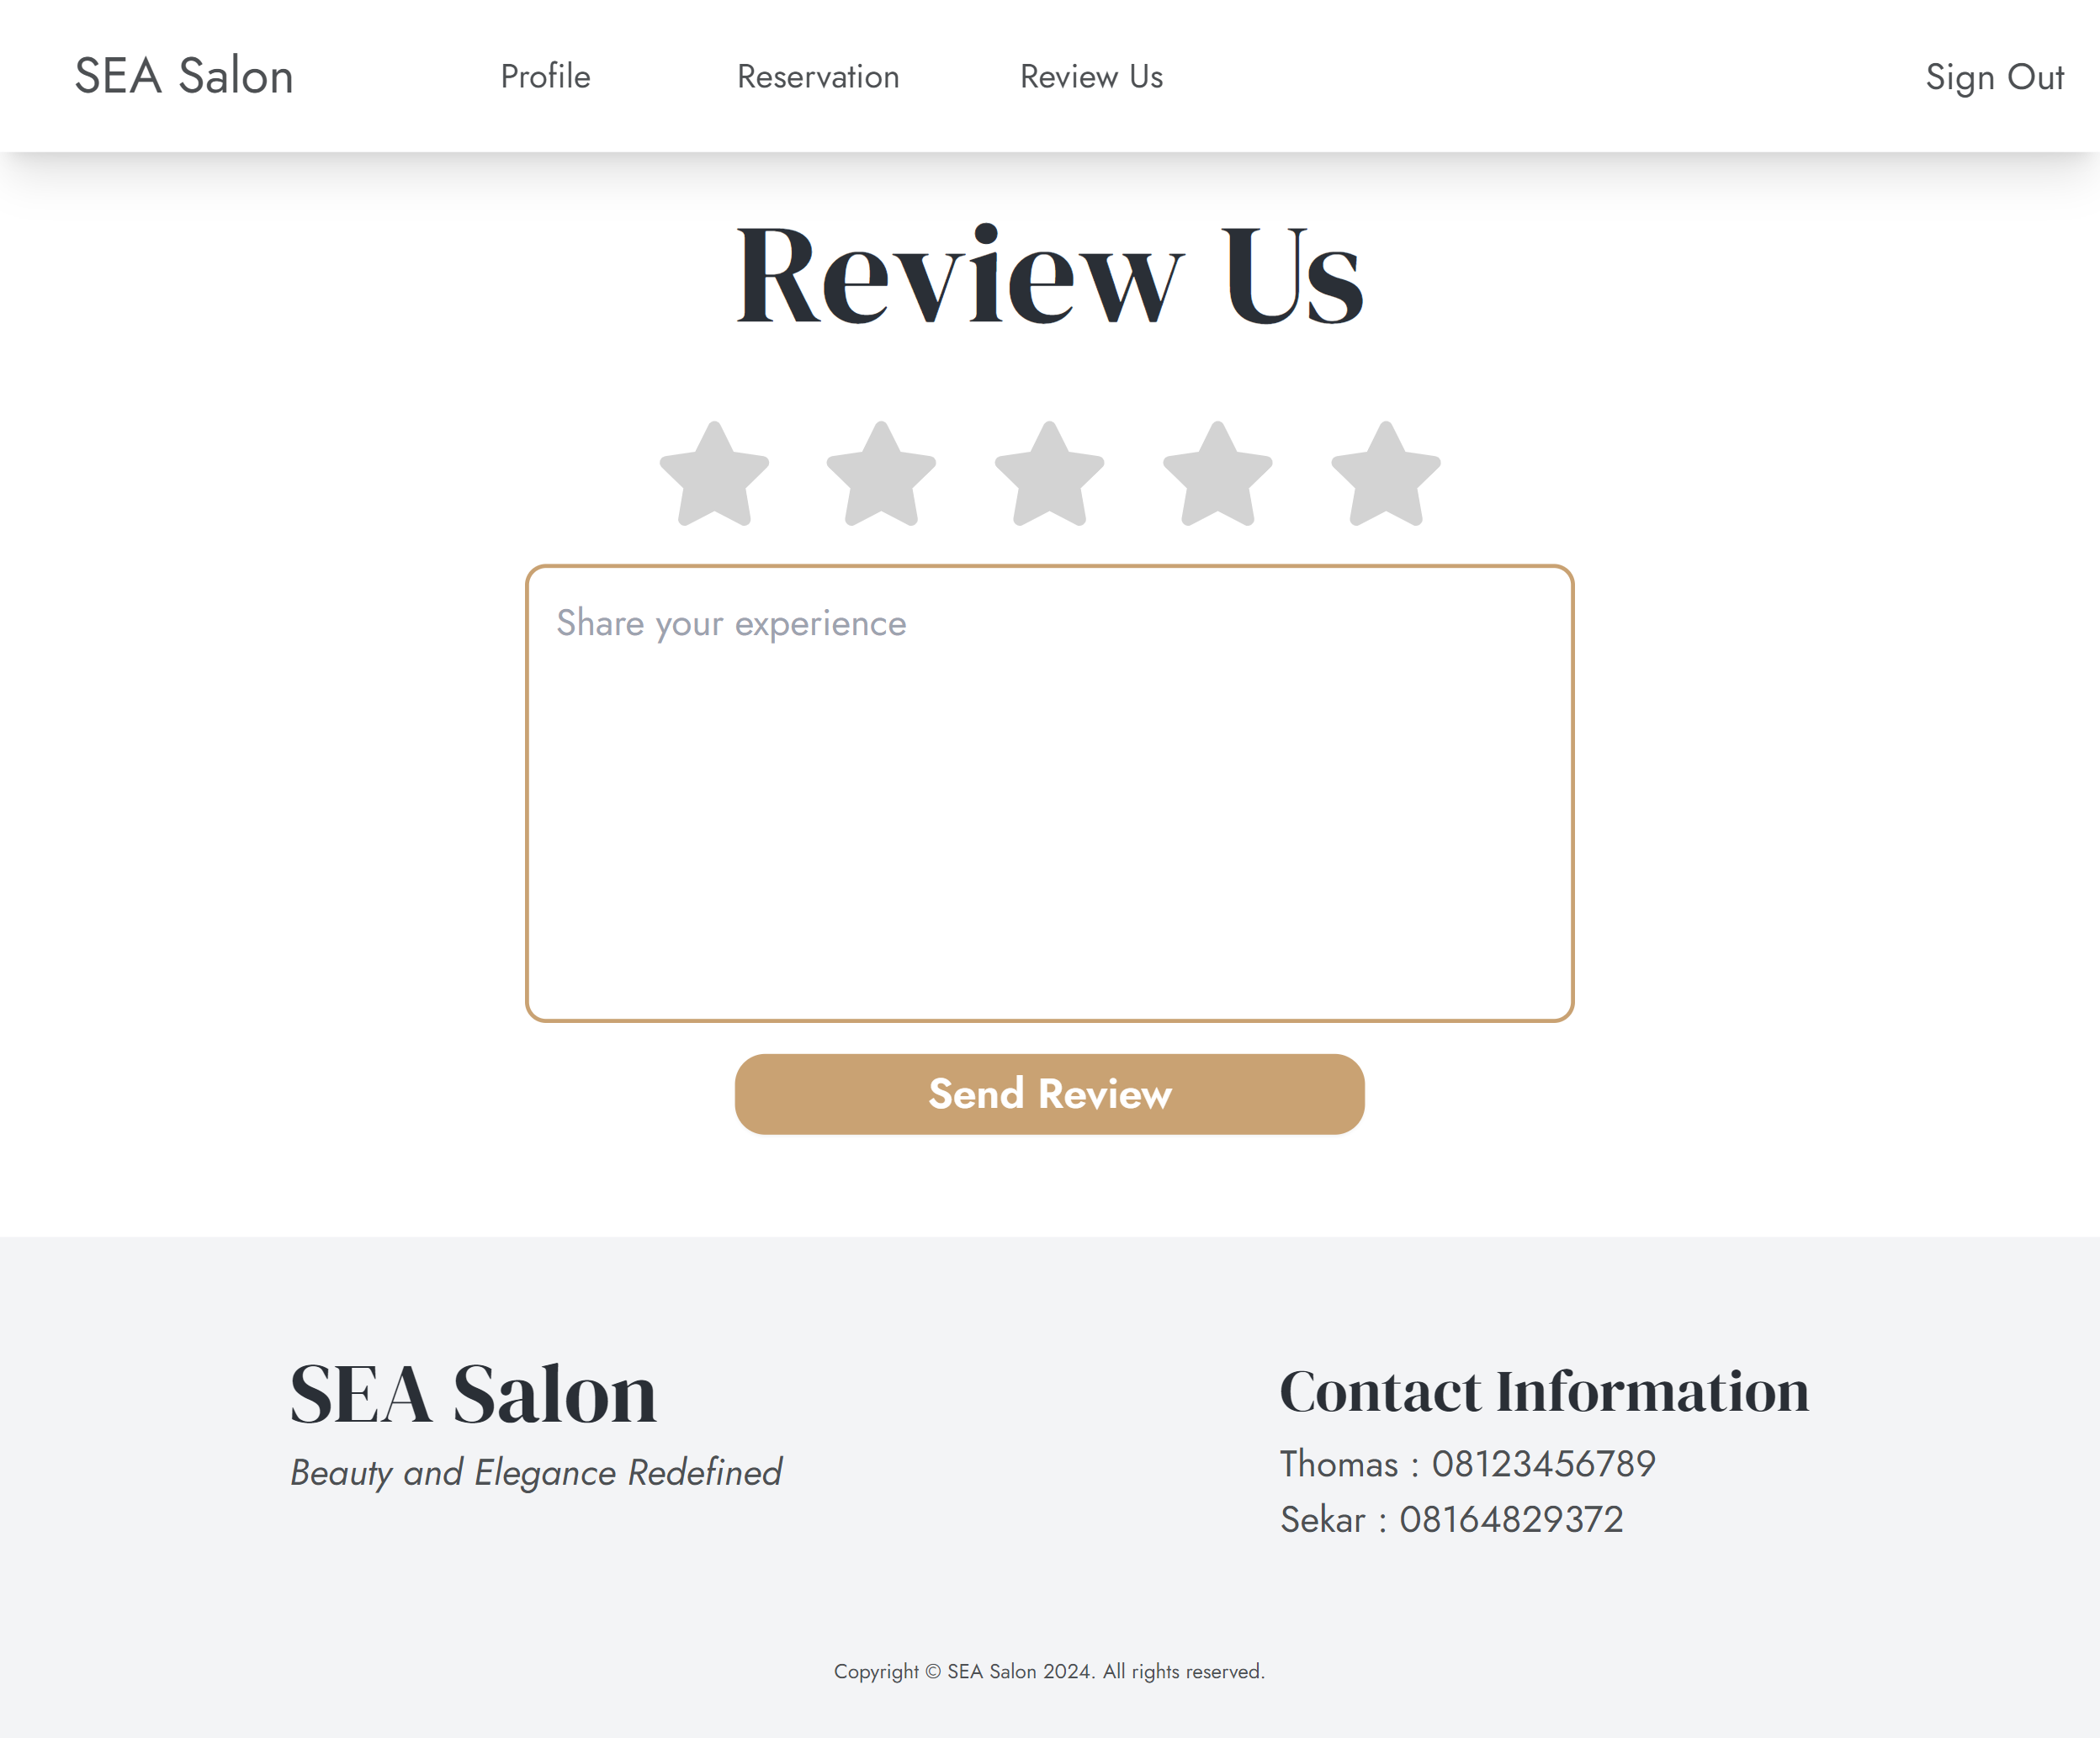 SEA Salon
Profile
Reservation
Review Us
Sign Out
Review Us
Share your experience
Send Review
SEA Salon
Beauty and Elegance Redefined
Contact Information
Thomas : 08123456789
Sekar : 08164829372
Copyright © SEA Salon 2024. All rights reserved.